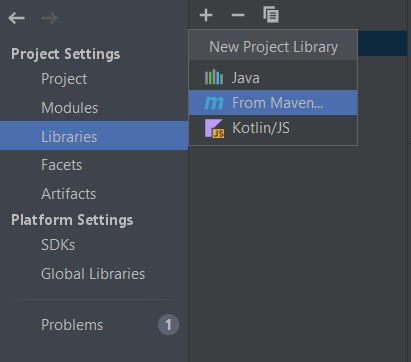 Project Settings
Project
Modules
Libraries
Facets
Artifacts
Platform Settings
SDKs
Global Libraries
Problems 1
New Project Library
Java
From Maven...
Kotlin/JS